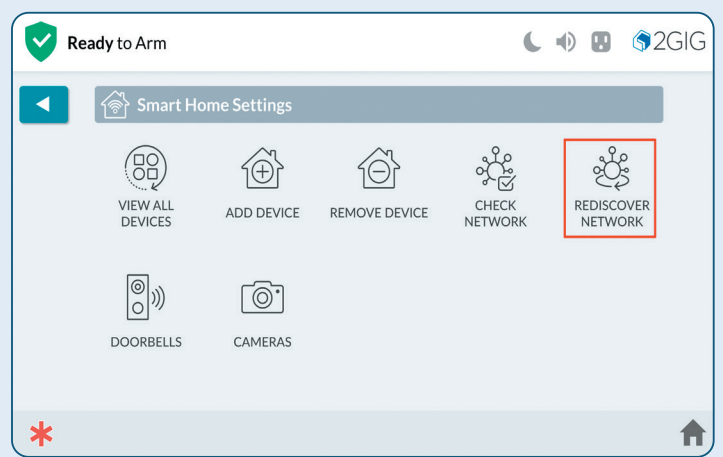 Ready to Arm
2GIG
Smart Home Settings
VIEW ALL
DEVICES
ADD DEVICE
REMOVE DEVICE
CHECK
NETWORK
REDISCOVER
NETWORK
DOORBELLS
CAMERAS